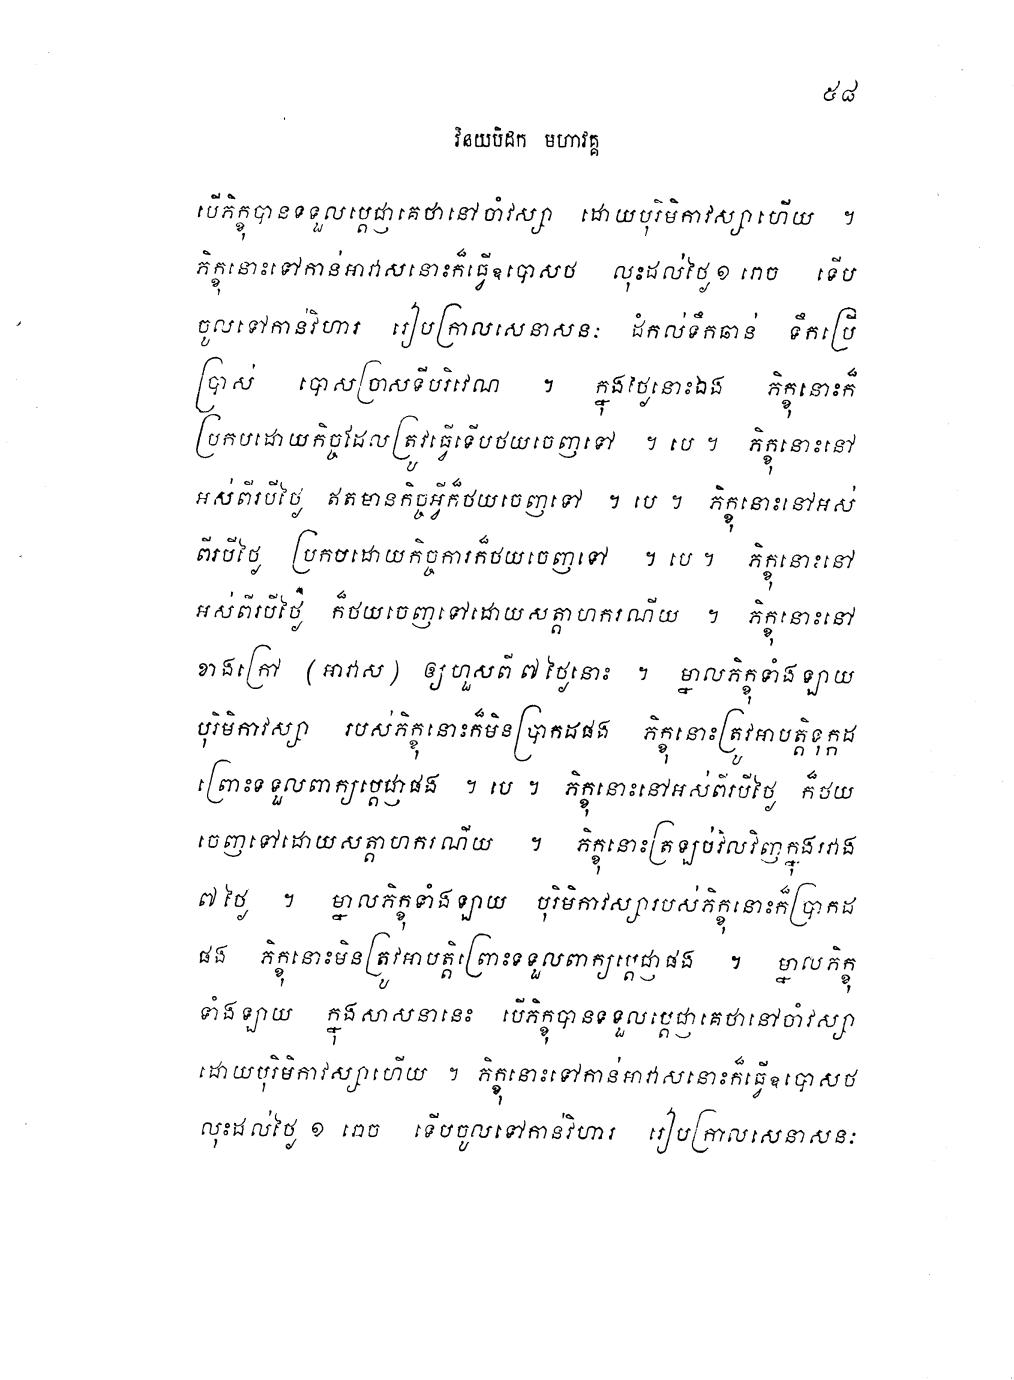 ៥៨
វិនយបិដក មហាវគ្គ
បើភិក្ខុបានទទួលប្តេជ្ញាគេថានៅចាំវស្សា ដោយបុរិមិកាវស្សាហើយ ។
ភិក្ខុនោះទៅកាន់អាវាសនោះក៏ធ្វើឧបោសថ លុះដល់ថ្ងៃ១ រោច ទើប
ចូលទៅកាន់វិហារ រៀបក្រាលសេនាសនៈ ដំកល់ទឹកឆាន់ ទឹកប្រើ
ប្រាស់ បោសច្រាសទីបរិវេណ ។ ក្នុងថ្ងៃនោះឯង ភិក្ខុនោះក៏
ប្រកបដោយកិច្ចដែលត្រូវធ្វើទើបថយចេញទៅ ។ បេ ។ ភិក្ខុនោះនៅ
អស់ពីរបីថ្ងៃ ឥតមានកិច្ចអ្វីក៏ថយចេញទៅ ។ បេ ។ ភិក្ខុនោះនៅអស់
ពីរបីថ្ងៃ ប្រកបដោយកិច្ចការក៏ថយចេញទៅ ។ បេ ។ ភិក្ខុនោះនៅ
អស់ពីរបីថ្ងៃ ក៏ថយចេញទៅដោយសត្តាហករណីយ ។ ភិក្ខុនោះនៅ
ខាងក្រៅ (អាវាស) ឲ្យហួសពី ៧ ថ្ងៃនោះ ។ ម្នាលភិក្ខុទាំងឡាយ
បុរិមិកាវស្សា របស់ភិក្ខុនោះក៏មិនប្រាកដផង ភិក្ខុនោះត្រូវអាបត្តិទុក្កដ
ព្រោះទទួលពាក្យប្តេជ្ញាផង ។ បេ ។ ភិក្ខុនោះនៅអស់ពីរបីថ្ងៃ ក៏ថយ
ចេញទៅដោយសត្តាហករណីយ ។ ភិក្ខុនោះត្រឡប់វិលវិញក្នុងរវាង
៧ ថ្ងៃ ។ ម្នាលភិក្ខុទាំងឡាយ បុរិមិកាវស្សារបស់ភិក្ខុនោះក៏ប្រាកដ
ផង ភិក្ខុនោះមិនត្រូវអាបត្តិព្រោះទទួលពាក្យប្តេជ្ញាផង ។ ម្នាលភិក្ខុ
ទាំងឡាយ ក្នុងសាសនានេះ បើភិក្ខុបានទទួលប្តេជ្ញាគេថានៅចាំវស្សា
ដោយបុរិមិកាវស្សាហើយ ។ ភិក្ខុនោះទៅកាន់អាវាសនោះក៏ធ្វើឧបោសថ
លុះដល់ថ្ងៃ ១ រោច ទើបចូលទៅកាន់វិហារ រៀបក្រាលសេនាសនៈ